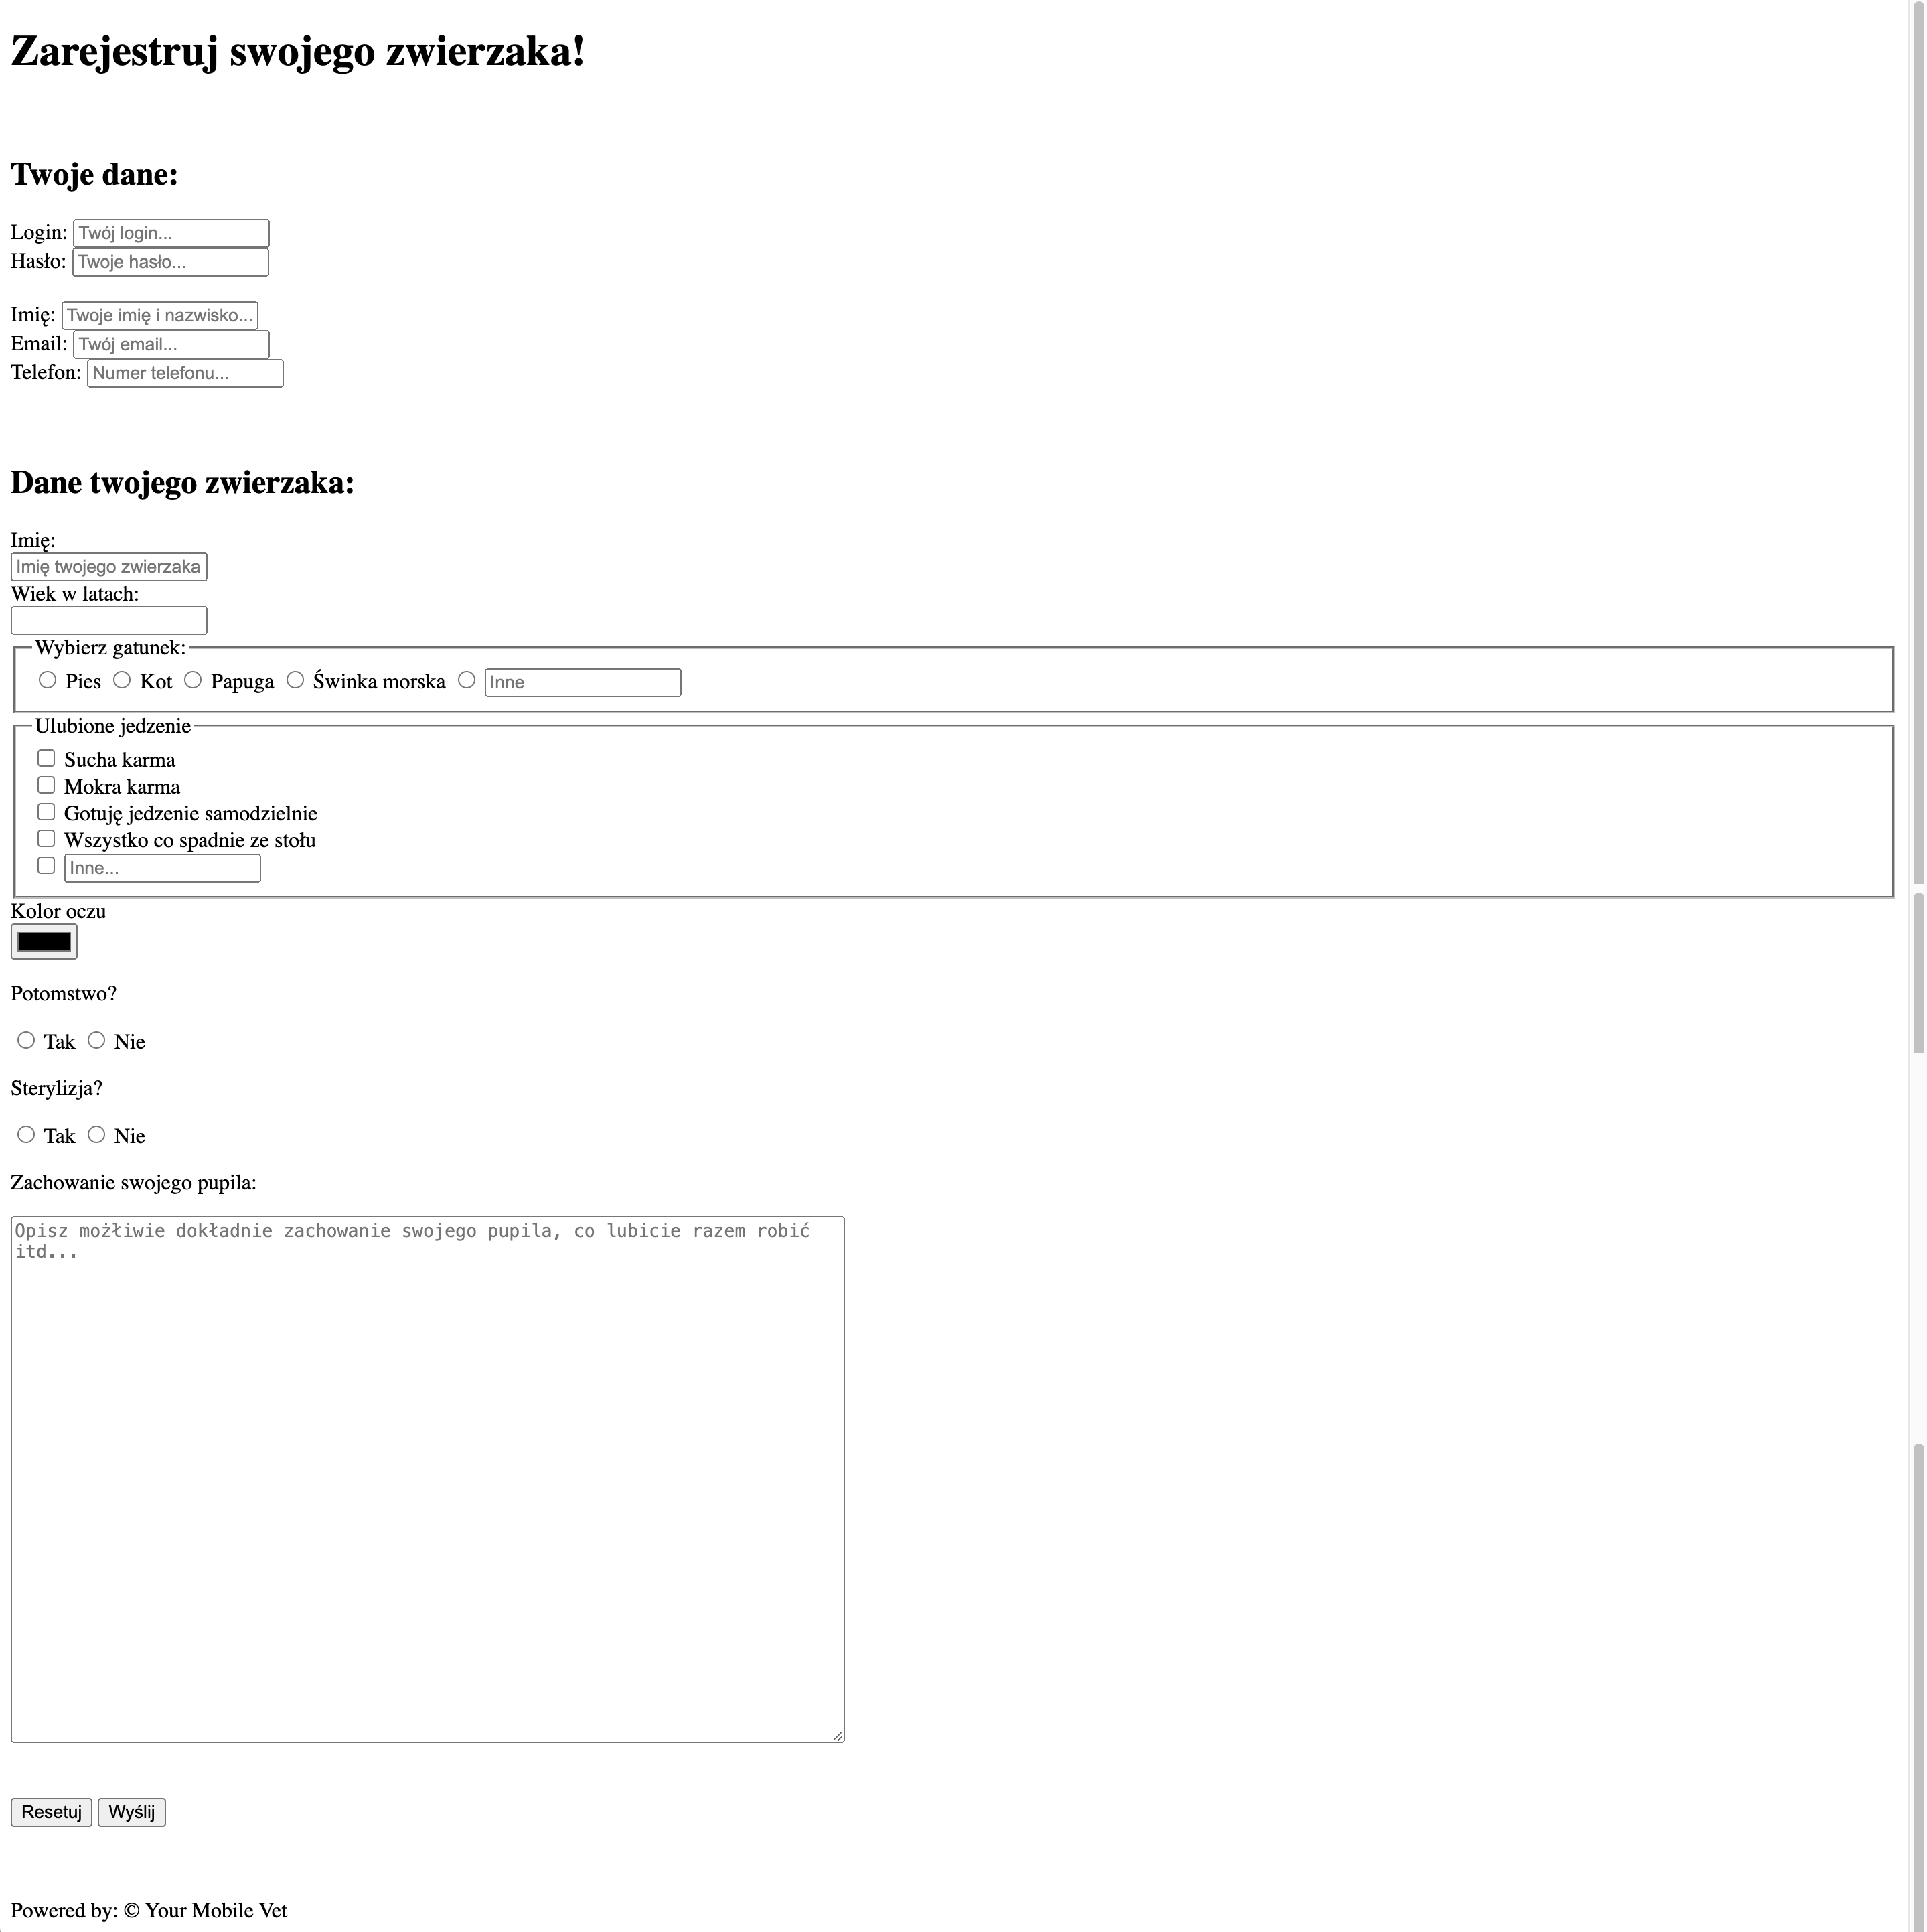 Zarejestruj swojego zwierzaka!
Twoje dane:
Login: Twój login...
Hasło: Twoje hasło...
Imię: Twoje imię i nazwisko...
Email: Twój email...
Telefon: Numer telefonu...
Dane twojego zwierzaka:
Imię:
Imię twojego zwierzaka
Wiek w latach:
Wybierz gatunek:
Pies Kot Papuga Świnka morska Inne
Ulubione jedzenie
Sucha karma
Mokra karma
Gotuję jedzenie samodzielnie
Wszystko co spadnie ze stołu
Inne...
Kolor oczu
Potomstwo?
Tak Nie
Sterylizja?
Tak Nie
Zachowanie swojego pupila:
Opisz możłiwie dokładnie zachowanie swojego pupila, co lubicie razem robić
itd...
Resetuj Wyślij
Powered by: © Your Mobile Vet